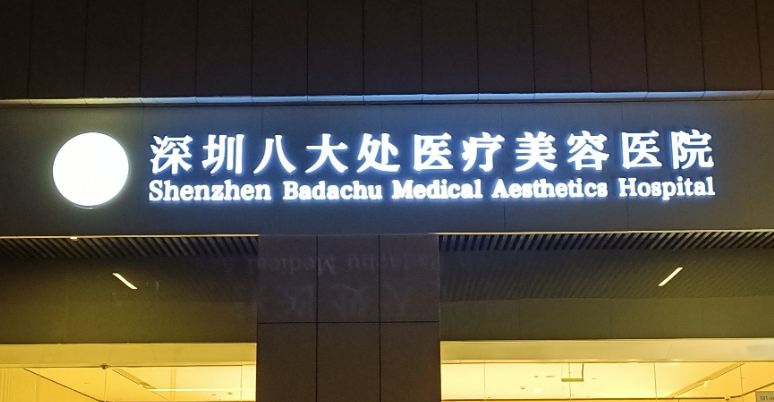 深圳八大处医疗美容医院
Shenzhen Badachu Medical Aesthetics Hospital